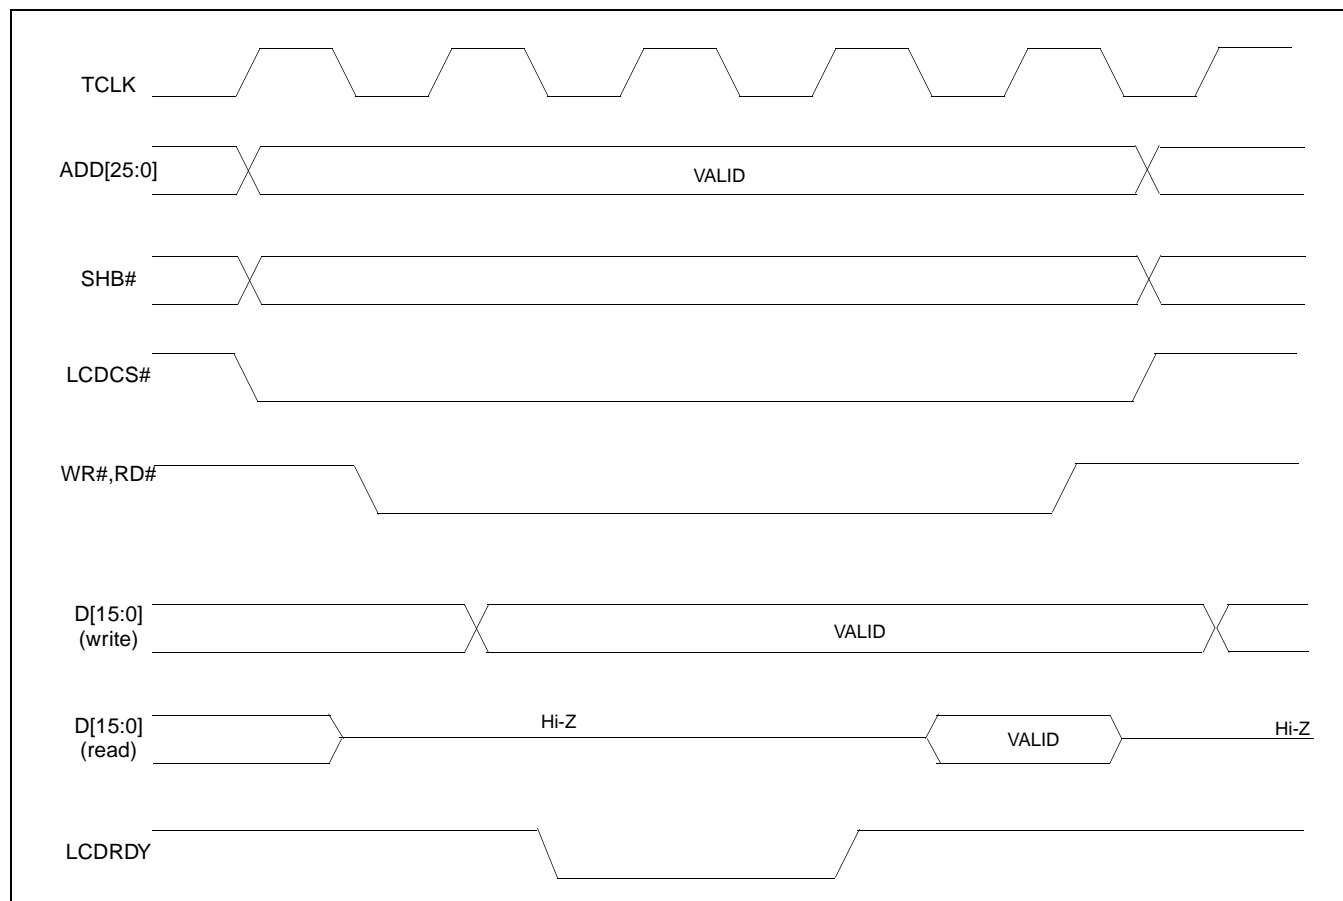 TCLK
ADD[25:0]
VALID
SHB#
LCDCS#
WR#,RD#
D[15:0]
(write)
VALID
D[15:0]
(read)
Hi-Z
VALID
Hi-Z
LCDRDY